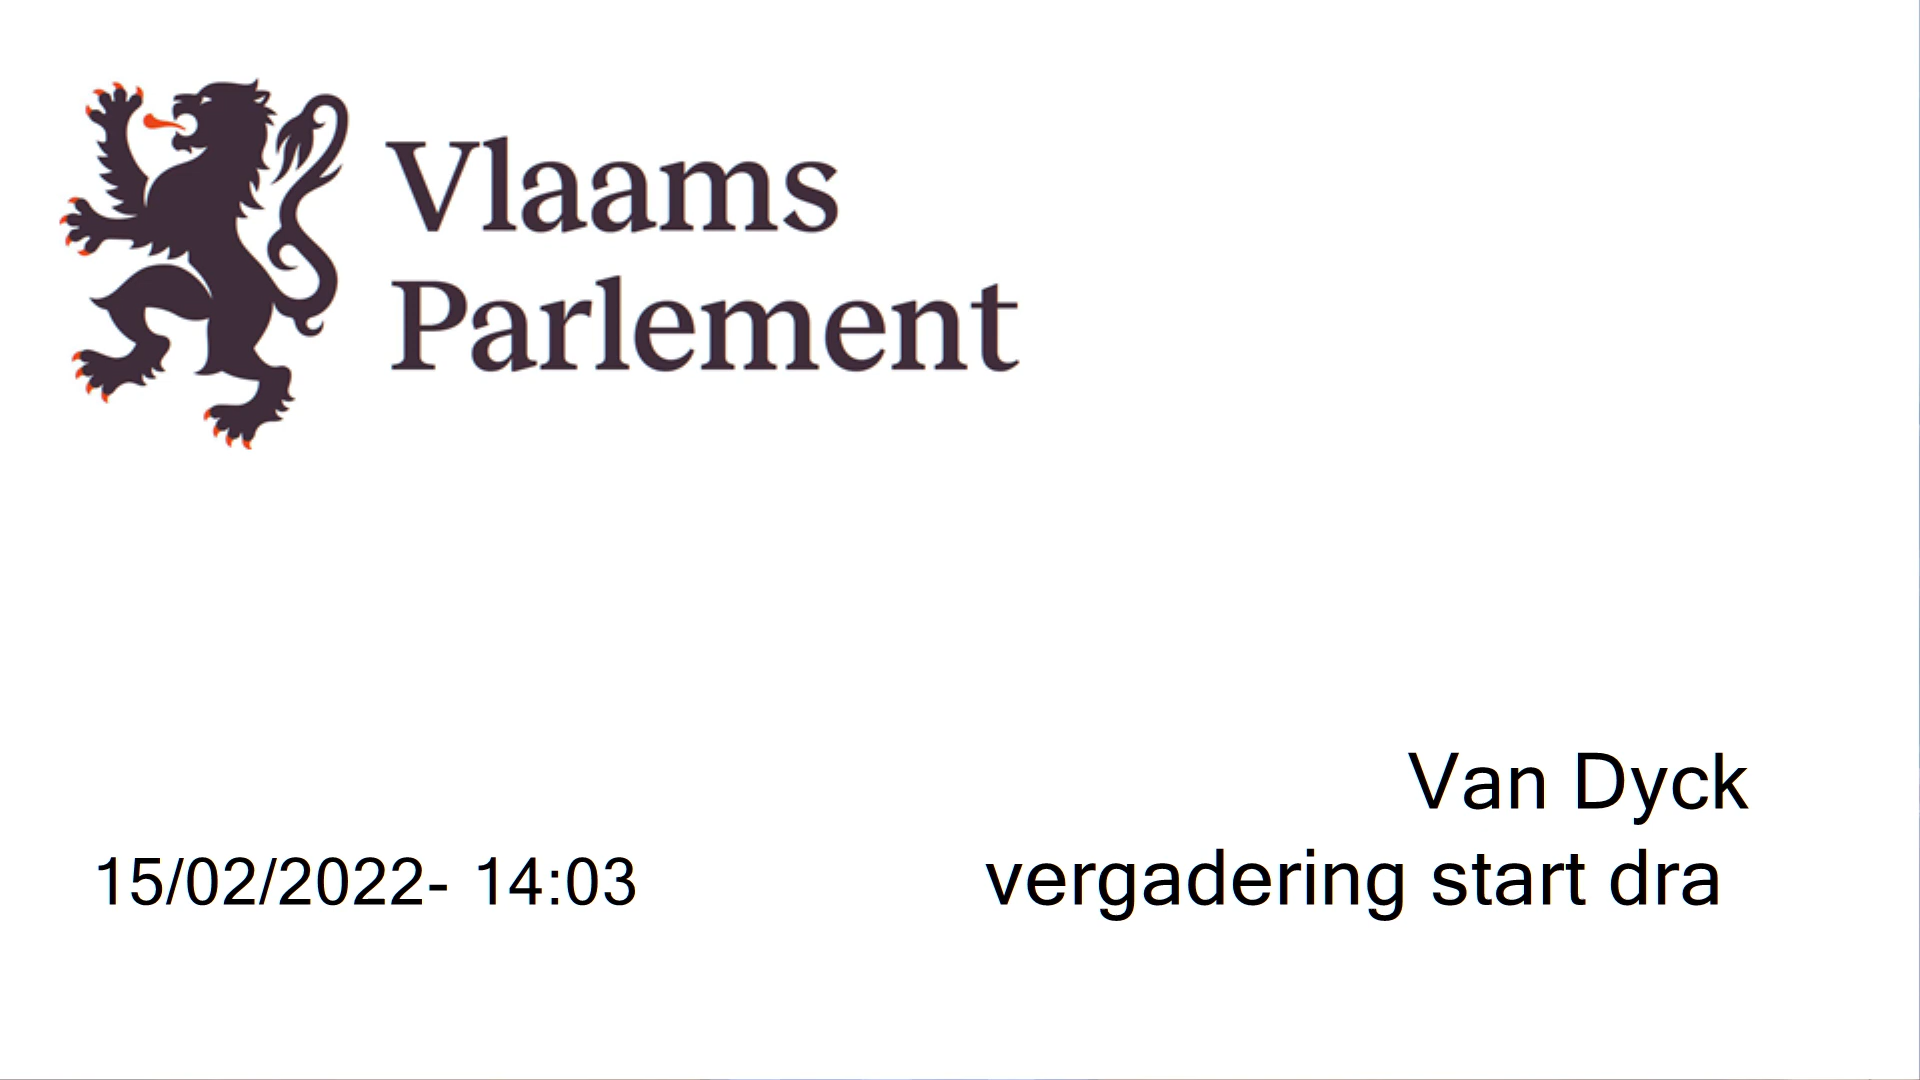 Vlaams
Parlement
Van Dyck
15/02/2022- 14:03
vergadering start dra